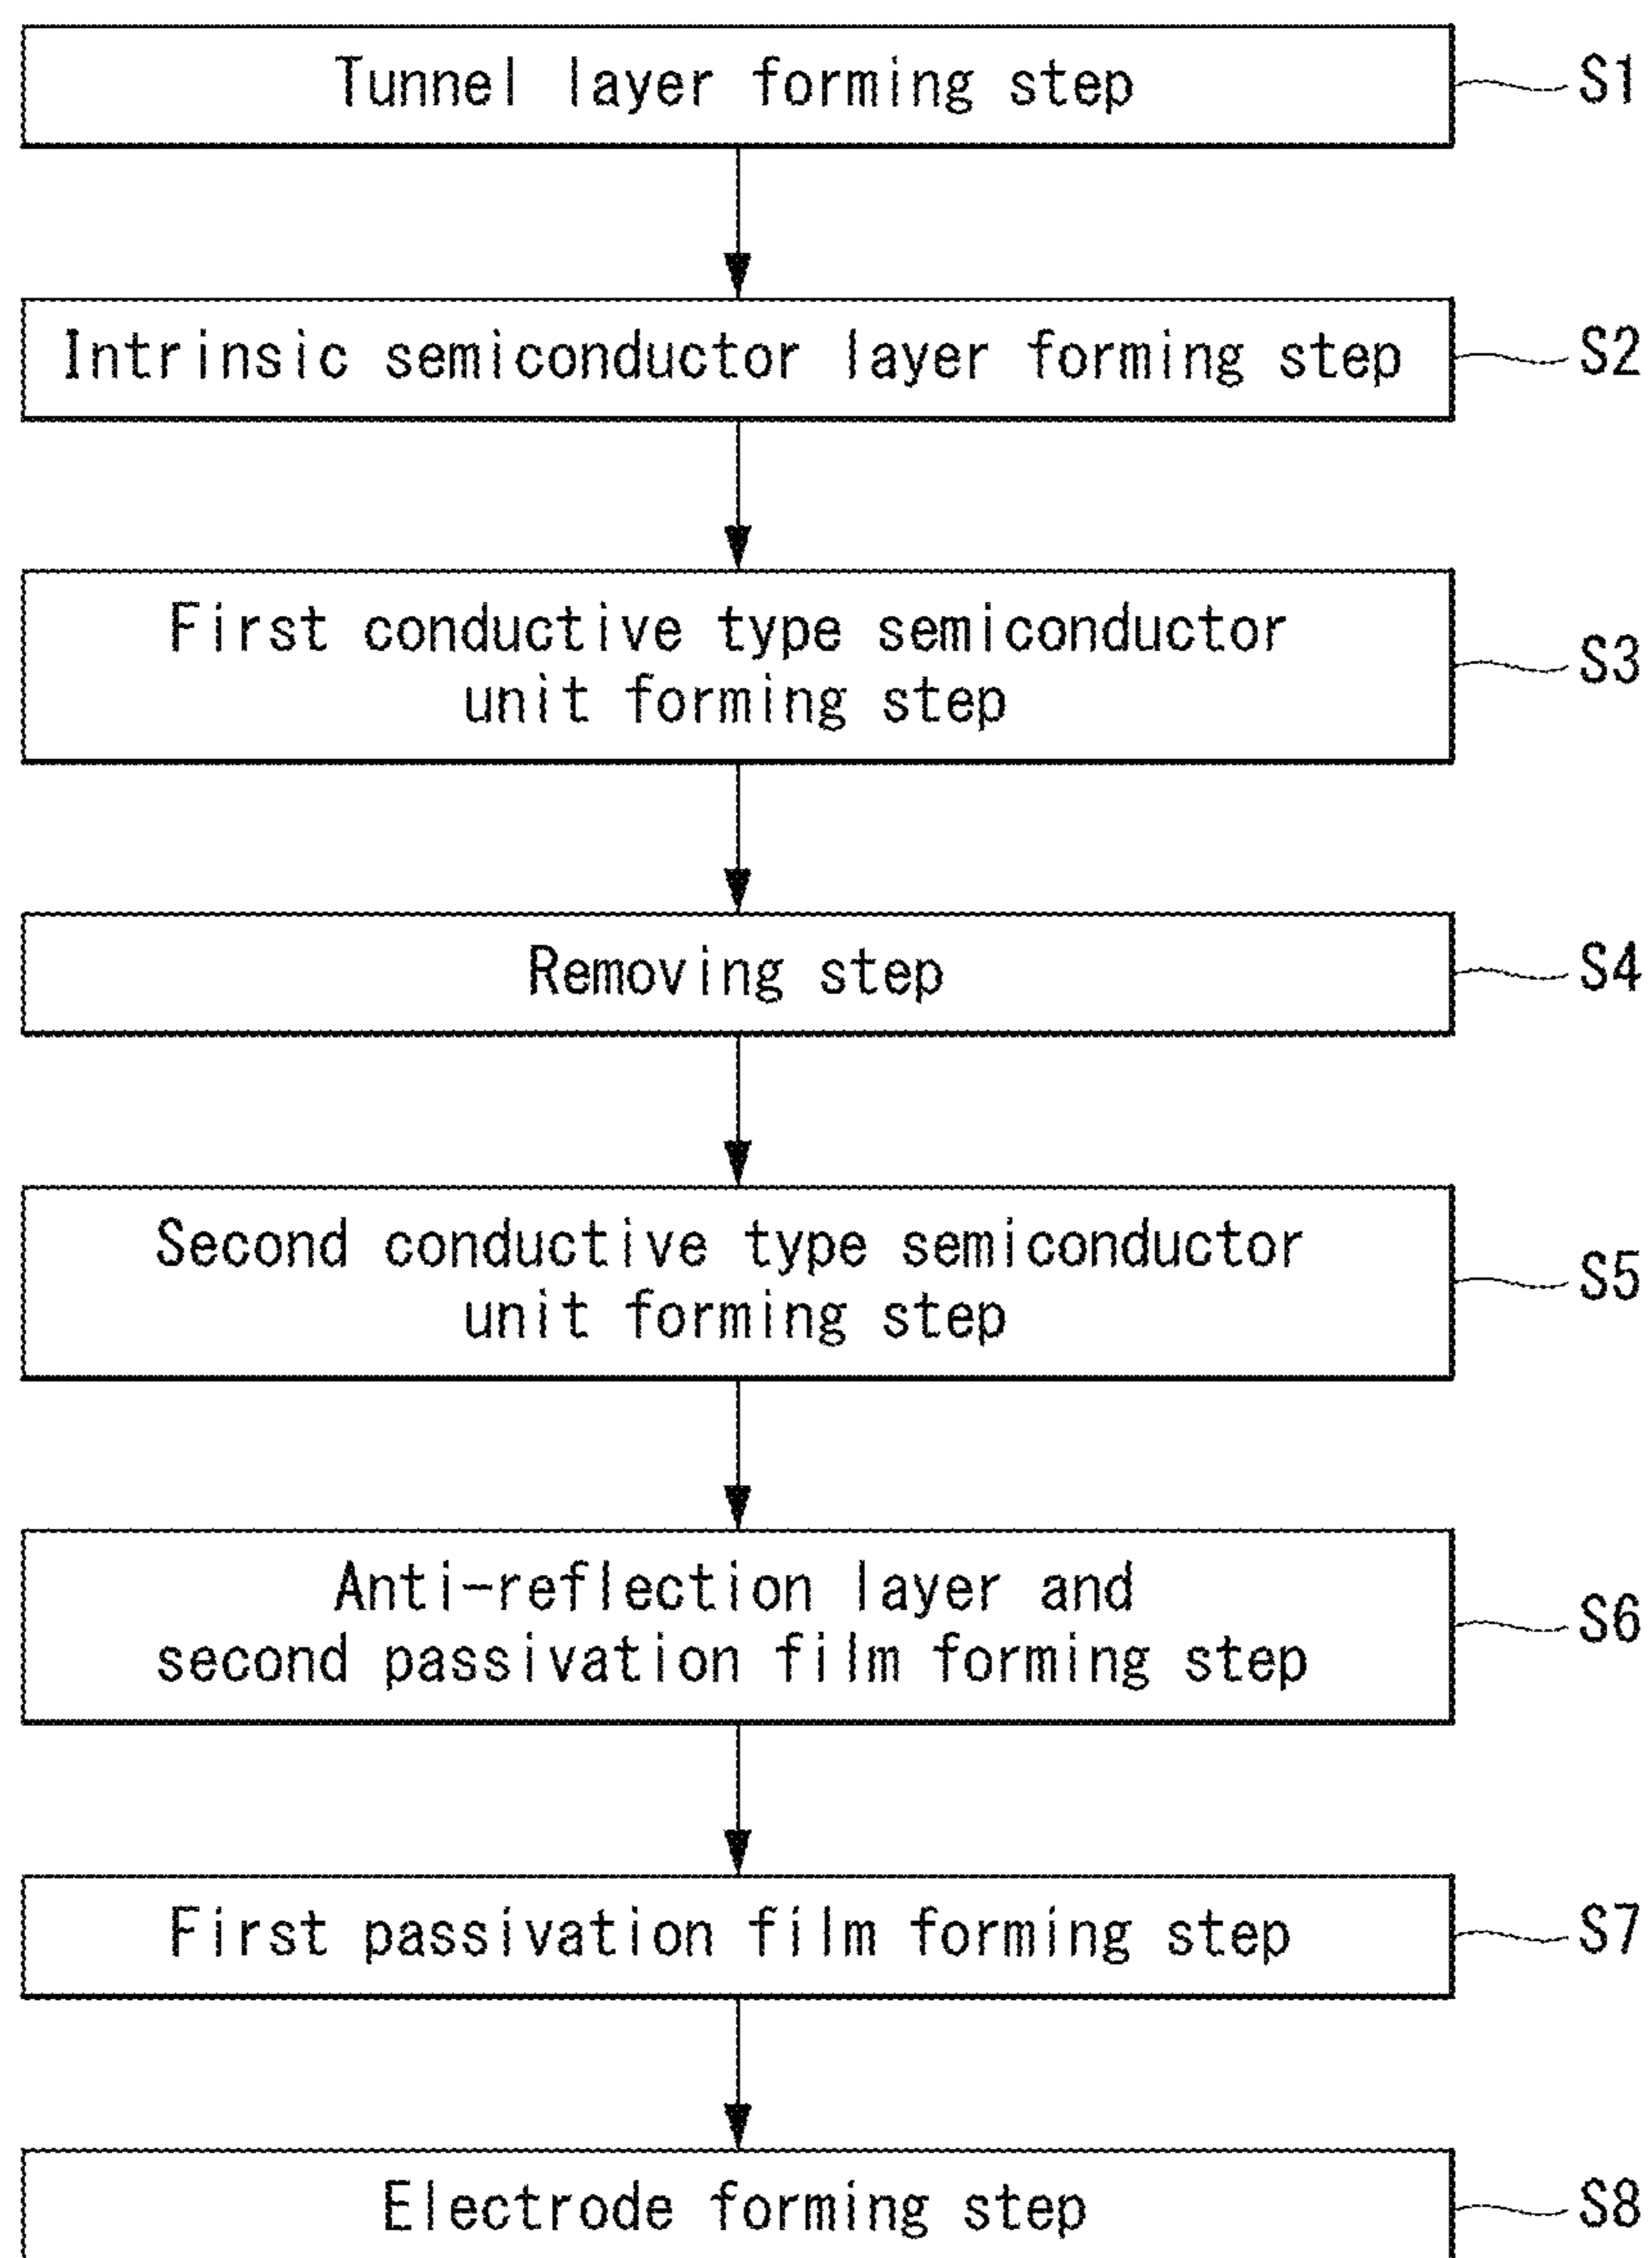 Tunnel layer forming step
S1
Intrinsic semiconductor layer forming step
S2
First conductive type semiconductor
unit forming step
S3
Removing step
S4
Second conductive type semiconductor
unit forming step
S5
Anti-reflection layer and
second passivation film forming step
S6
First passivation film forming step
S7
Electrode forming step
S8